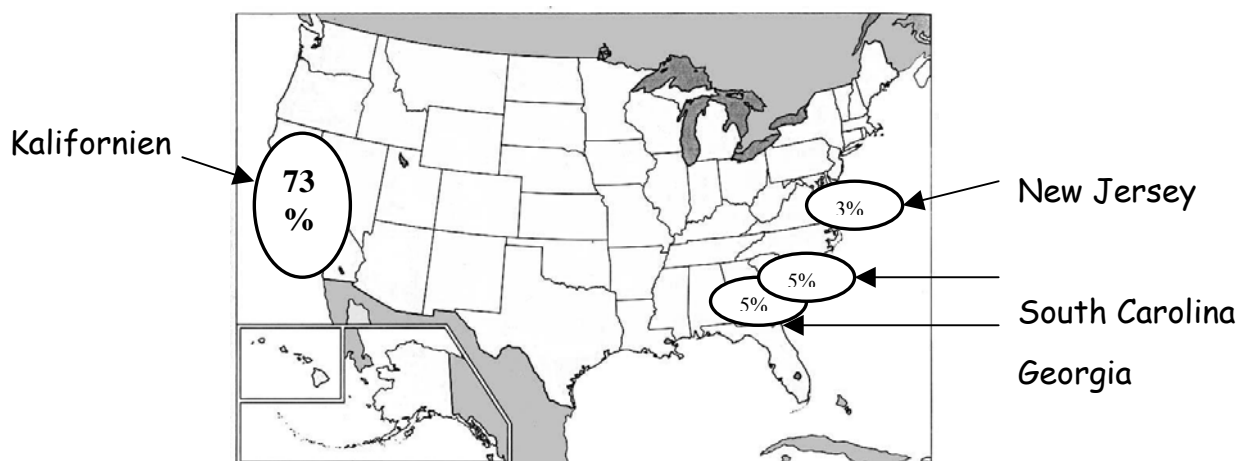 Kalifornien
73
%
3%
New Jersey
5%
5%
South Carolina
Georgia